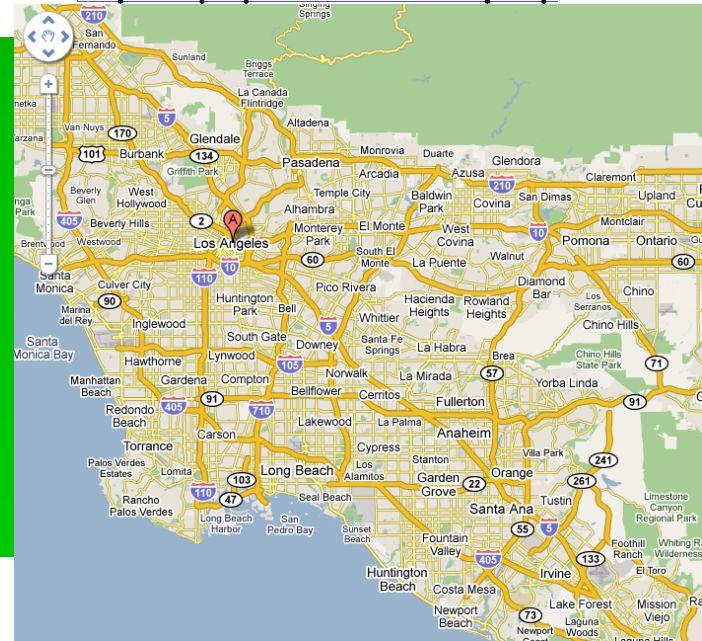 Singing
Springs
210
San
Fernando
Sunland
Briggs
Terrace
La Canada
Flintridge
5
Altadena
Van Nuys
170
Glendale
Monrovia
Duarte
Glendora
101
Burbank
134
Griffith Park
Pasadena
Arcadia
Azusa
210
Claremont
Beverly
Glen
West
Hollywood
Temple City
Baldwin
Park
Covina
San Dimas
Upland
405
Beverly Hills
2
A
Alhambra
Monterey
Park
El Monte
West
Covina
10
Montclair
Westwood
Los Angeles
10
60
South El
Monte
La Puente
Walnut
Pomona
Ontario
60
Santa
Monica
Culver City
110
Pico Rivera
Diamond
Bar
90
Huntington
Park
Bell
Hacienda
Heights
Rowland
Heights
Los
Serranos
Chino
Marina
del Rey
Inglewood
5
Whittier
Chino Hills
Santa
Monica Bay
South Gate
Downey
Santa Fe
Springs
La Habra
Brea
Chino Hills
State Park
Hawthorne
Lynwood
105
Norwalk
La Mirada
57
71
Manhattan
Beach
Gardena
Compton
Bellflower
Cerritos
Yorba Linda
Redondo
Beach
405
91
710
Fullerton
91
Torrance
Carson
Lakewood
La Palma
Anaheim
Palos Verdes
Estates
Lomita
Long Beach
Cypress
Stanton
Villa Park
241
Los
Alamitos
103
Garden
Grove
22
Orange
261
Rancho
Palos Verdes
110
47
Seal Beach
Santa Ana
Tustin
Limestone
Canyon
Regional Park
Long Beach
Harbor
San
Pedro Bay
Sunset
Beach
55
5
Fountain
Valley
Foothill
Ranch
Whiting Ra
Wilderness
405
133
Huntington
Beach
Irvine
El Toro
Costa Mesa
Lake Forest
Mission
Viejo
Newport
Beach
73
Laguna
Woods
Newport
Laguna Hills